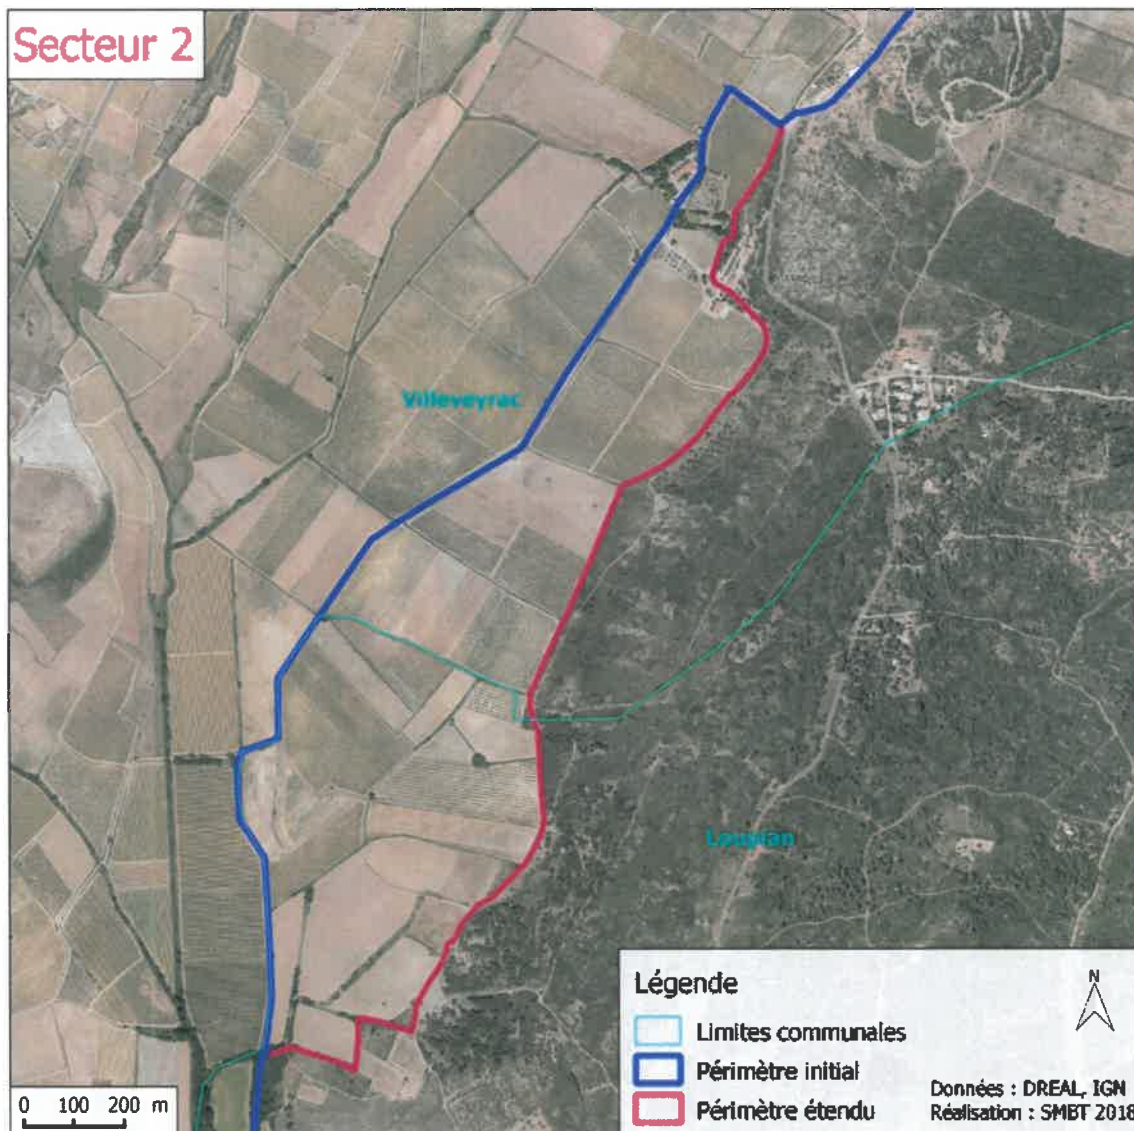 Secteur 2
Villeveyrac
Loupian
Légende
N
Limites communales
Périmètre initial
Périmètre étendu
Données : DREAL, IGN
Réalisation : SMBT 2018
0 100 200 m